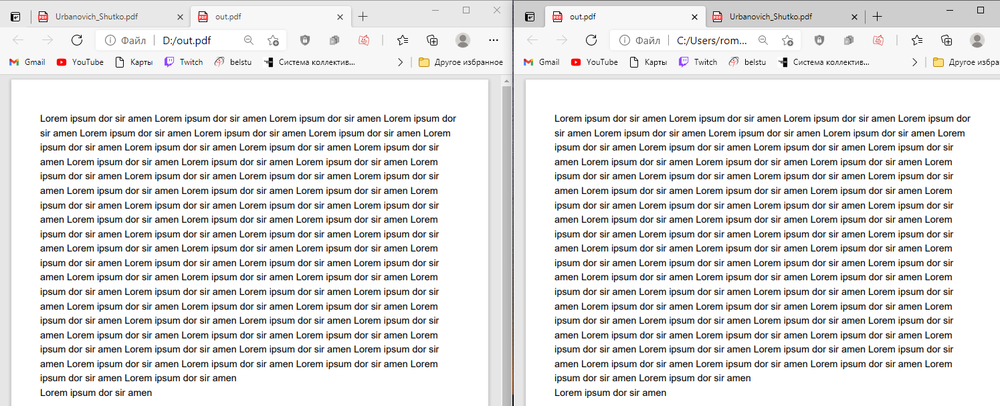 Urbanovich_Shutko.pdf
out.pdf
Файл D:/out.pdf
Gmail YouTube Карты Twitch belstu Система коллектив... Другое избранное
Lorem ipsum dor sir amen Lorem ipsum dor sir amen Lorem ipsum dor sir amen Lorem ipsum dor
sir amen Lorem ipsum dor sir amen Lorem ipsum dor sir amen Lorem ipsum dor sir amen Lorem
ipsum dor sir amen Lorem ipsum dor sir amen Lorem ipsum dor sir amen Lorem ipsum dor sir
amen Lorem ipsum dor sir amen Lorem ipsum dor sir amen Lorem ipsum dor sir amen Lorem
ipsum dor sir amen Lorem ipsum dor sir amen Lorem ipsum dor sir amen Lorem ipsum dor sir
amen Lorem ipsum dor sir amen Lorem ipsum dor sir amen Lorem ipsum dor sir amen Lorem
ipsum dor sir amen Lorem ipsum dor sir amen Lorem ipsum dor sir amen Lorem ipsum dor sir
amen Lorem ipsum dor sir amen Lorem ipsum dor sir amen Lorem ipsum dor sir amen Lorem
ipsum dor sir amen Lorem ipsum dor sir amen Lorem ipsum dor sir amen Lorem ipsum dor sir
amen Lorem ipsum dor sir amen Lorem ipsum dor sir amen Lorem ipsum dor sir amen Lorem
ipsum dor sir amen Lorem ipsum dor sir amen Lorem ipsum dor sir amen Lorem ipsum dor sir
amen Lorem ipsum dor sir amen Lorem ipsum dor sir amen Lorem ipsum dor sir amen Lorem
ipsum dor sir amen Lorem ipsum dor sir amen Lorem ipsum dor sir amen Lorem ipsum dor sir
amen Lorem ipsum dor sir amen Lorem ipsum dor sir amen Lorem ipsum dor sir amen Lorem
ipsum dor sir amen Lorem ipsum dor sir amen Lorem ipsum dor sir amen Lorem ipsum dor sir
amen Lorem ipsum dor sir amen Lorem ipsum dor sir amen Lorem ipsum dor sir amen Lorem
ipsum dor sir amen Lorem ipsum dor sir amen Lorem ipsum dor sir amen Lorem ipsum dor sir
amen Lorem ipsum dor sir amen Lorem ipsum dor sir amen Lorem ipsum dor sir amen Lorem
ipsum dor sir amen Lorem ipsum dor sir amen
Lorem ipsum dor sir amen
out.pdf
Urbanovich_Shutko.pdf
Файл C:/Users/rom...
Gmail YouTube Карты Twitch belstu Система коллектив... Другое избра
Lorem ipsum dor sir amen Lorem ipsum dor sir amen Lorem ipsum dor sir amen Lorem ipsum dor
sir amen Lorem ipsum dor sir amen Lorem ipsum dor sir amen Lorem ipsum dor sir amen Lorem
ipsum dor sir amen Lorem ipsum dor sir amen Lorem ipsum dor sir amen Lorem ipsum dor sir
amen Lorem ipsum dor sir amen Lorem ipsum dor sir amen Lorem ipsum dor sir amen Lorem
ipsum dor sir amen Lorem ipsum dor sir amen Lorem ipsum dor sir amen Lorem ipsum dor sir
amen Lorem ipsum dor sir amen Lorem ipsum dor sir amen Lorem ipsum dor sir amen Lorem
ipsum dor sir amen Lorem ipsum dor sir amen Lorem ipsum dor sir amen Lorem ipsum dor sir
amen Lorem ipsum dor sir amen Lorem ipsum dor sir amen Lorem ipsum dor sir amen Lorem
ipsum dor sir amen Lorem ipsum dor sir amen Lorem ipsum dor sir amen Lorem ipsum dor sir
amen Lorem ipsum dor sir amen Lorem ipsum dor sir amen Lorem ipsum dor sir amen Lorem
ipsum dor sir amen Lorem ipsum dor sir amen Lorem ipsum dor sir amen Lorem ipsum dor sir
amen Lorem ipsum dor sir amen Lorem ipsum dor sir amen Lorem ipsum dor sir amen Lorem
ipsum dor sir amen Lorem ipsum dor sir amen Lorem ipsum dor sir amen Lorem ipsum dor sir
amen Lorem ipsum dor sir amen Lorem ipsum dor sir amen Lorem ipsum dor sir amen Lorem
ipsum dor sir amen Lorem ipsum dor sir amen Lorem ipsum dor sir amen Lorem ipsum dor sir
amen Lorem ipsum dor sir amen Lorem ipsum dor sir amen Lorem ipsum dor sir amen Lorem
ipsum dor sir amen Lorem ipsum dor sir amen Lorem ipsum dor sir amen Lorem ipsum dor sir
amen Lorem ipsum dor sir amen Lorem ipsum dor sir amen Lorem ipsum dor sir amen Lorem
ipsum dor sir amen Lorem ipsum dor sir amen
Lorem ipsum dor sir amen